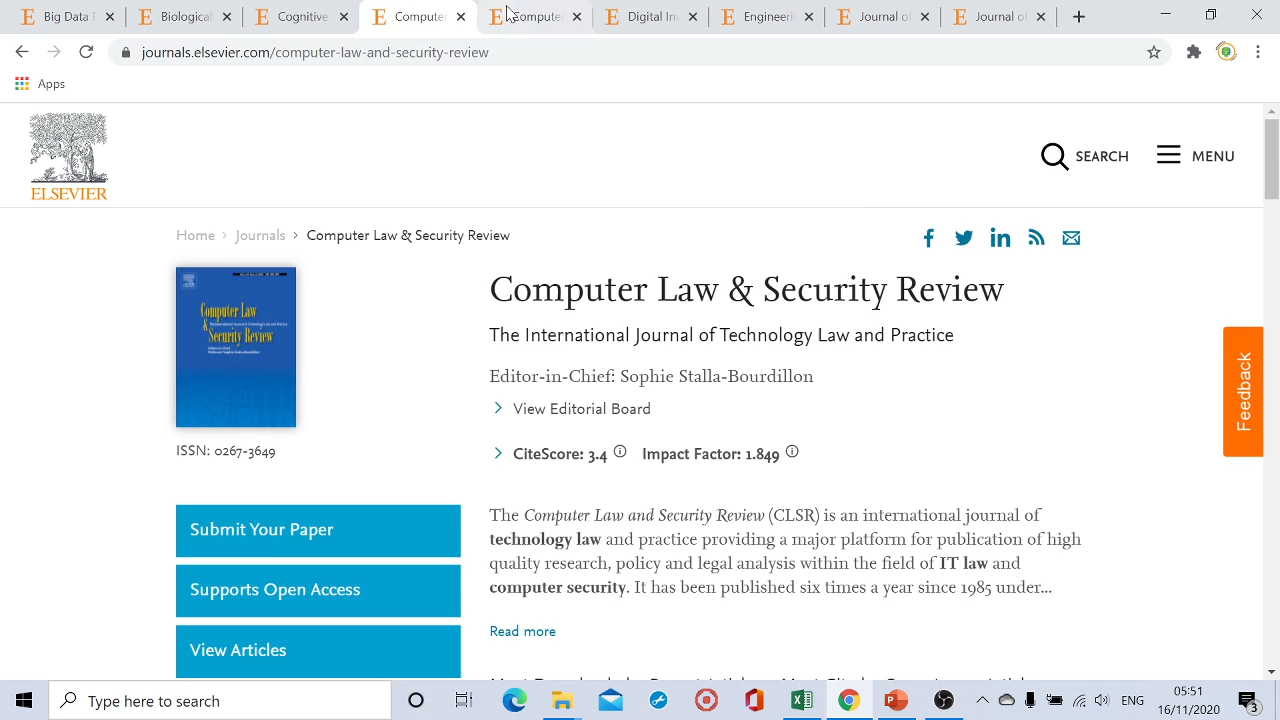 Big Data
Biological
Computer
Computers
Digital Inv
Engineerin
Journal of
journals.elsevier.com/computer-law-and-security-review
Apps
ELSEVIER
SEARCH
MENU
Home > Journals > Computer Law & Security Review
Computer Law
& Security Review
Computer Law & Security Review
The International Journal of Technology Law and Practice
Editor-in-Chief: Sophie Stalla-Bourdillon
View Editorial Board
ISSN: 0267-3649
CiteScore: 3.4 Impact Factor: 1.849
Feedback
The Computer Law and Security Review (CLSR) is an international journal of
technology law and practice providing a major platform for publication of high
quality research, policy and legal analysis within the field of IT law and
computer security. It has been published six times a year since 1985 under...
Read more
Submit Your Paper
Supports Open Access
View Articles
Type here to search
ENG
05:51
16/11/2020
3